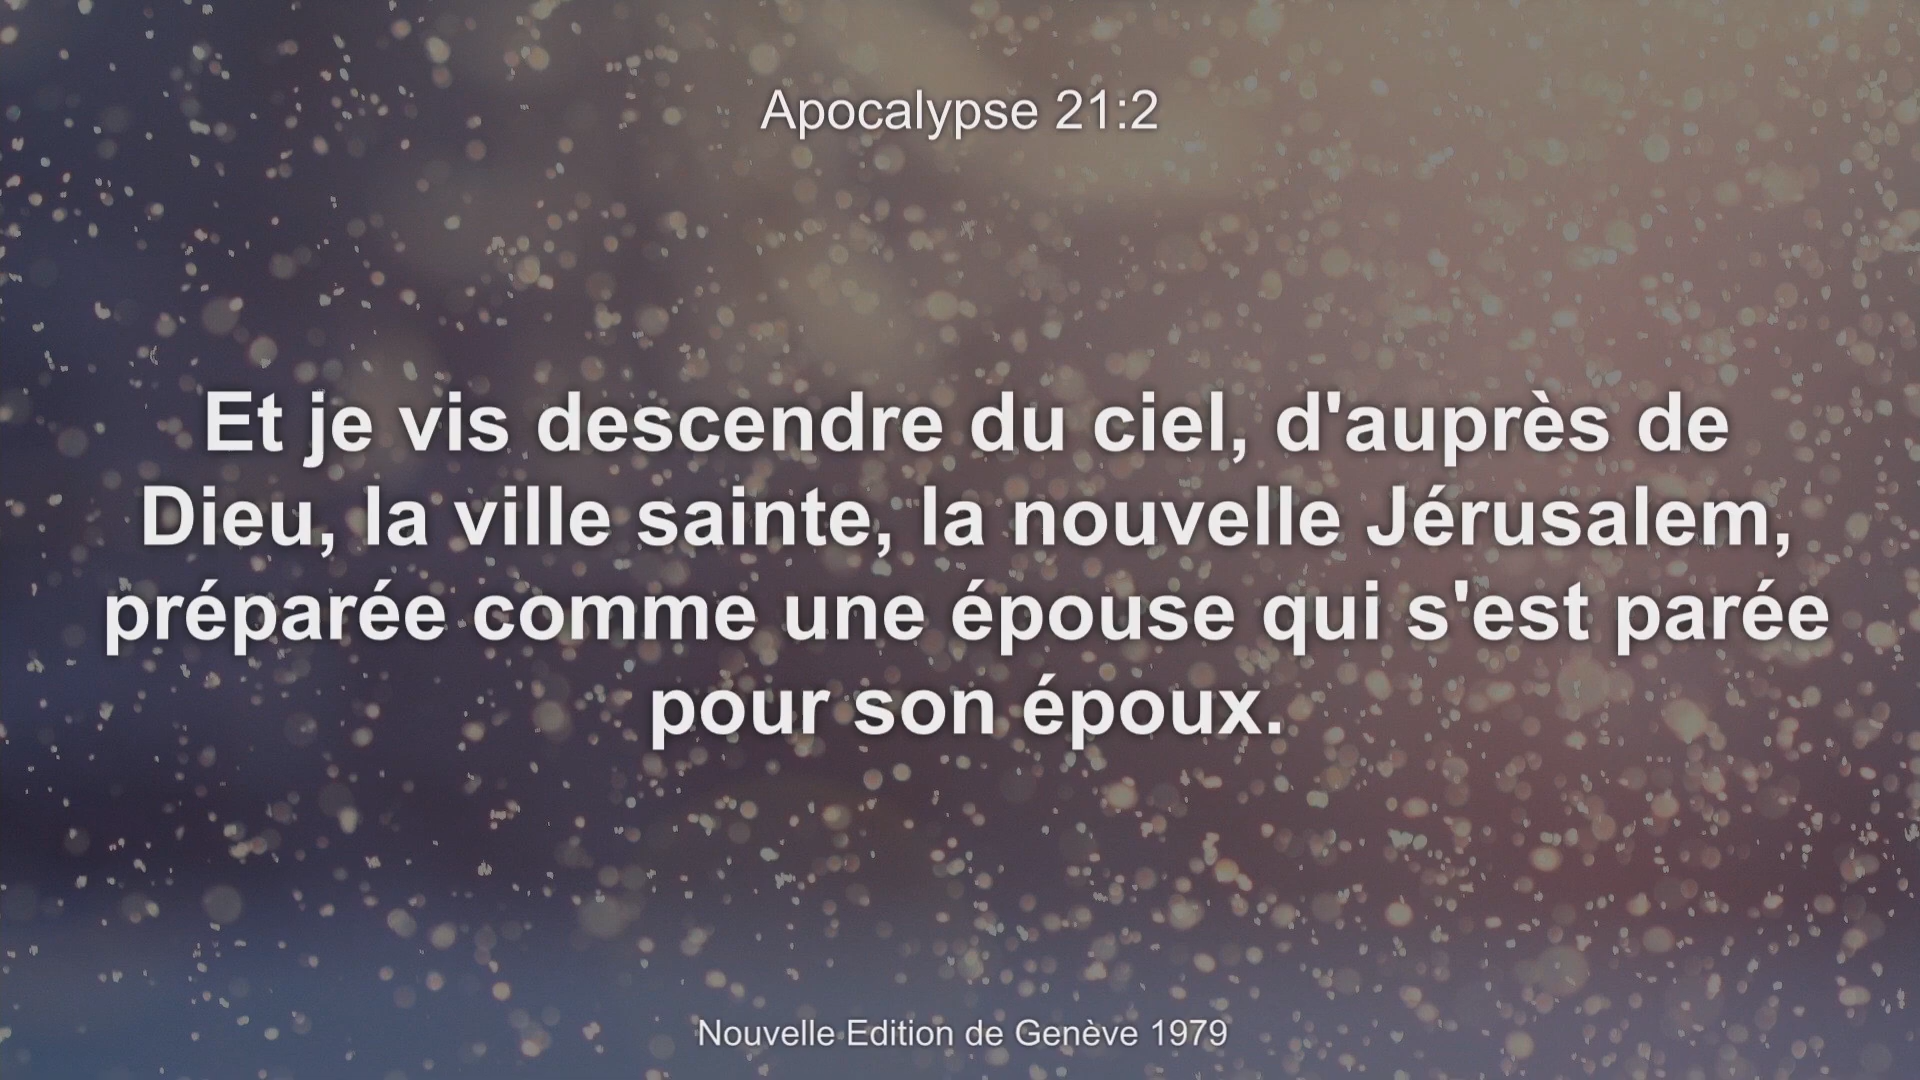 Apocalypse 21:2
Et je vis descendre du ciel, d'auprès de
Dieu, la ville sainte, la nouvelle Jérusalem,
préparée comme une épouse qui s'est parée
pour son époux.
Nouvelle Edition de Genève 1979